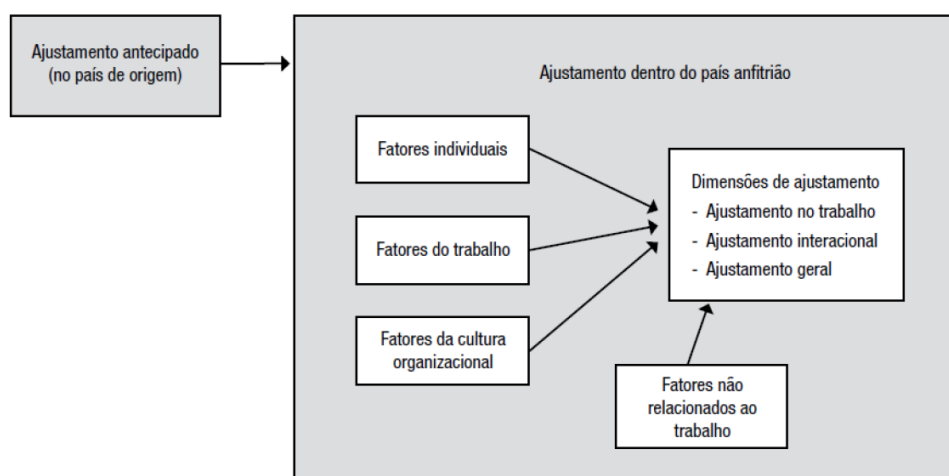 Ajustamento antecipado
(no país de origem)
Ajustamento dentro do país anfitrião
Fatores individuais
Fatores do trabalho
Fatores da cultura
organizacional
Dimensões de ajustamento
- Ajustamento no trabalho
- Ajustamento interacional
- Ajustamento geral
Fatores não
relacionados ao
trabalho